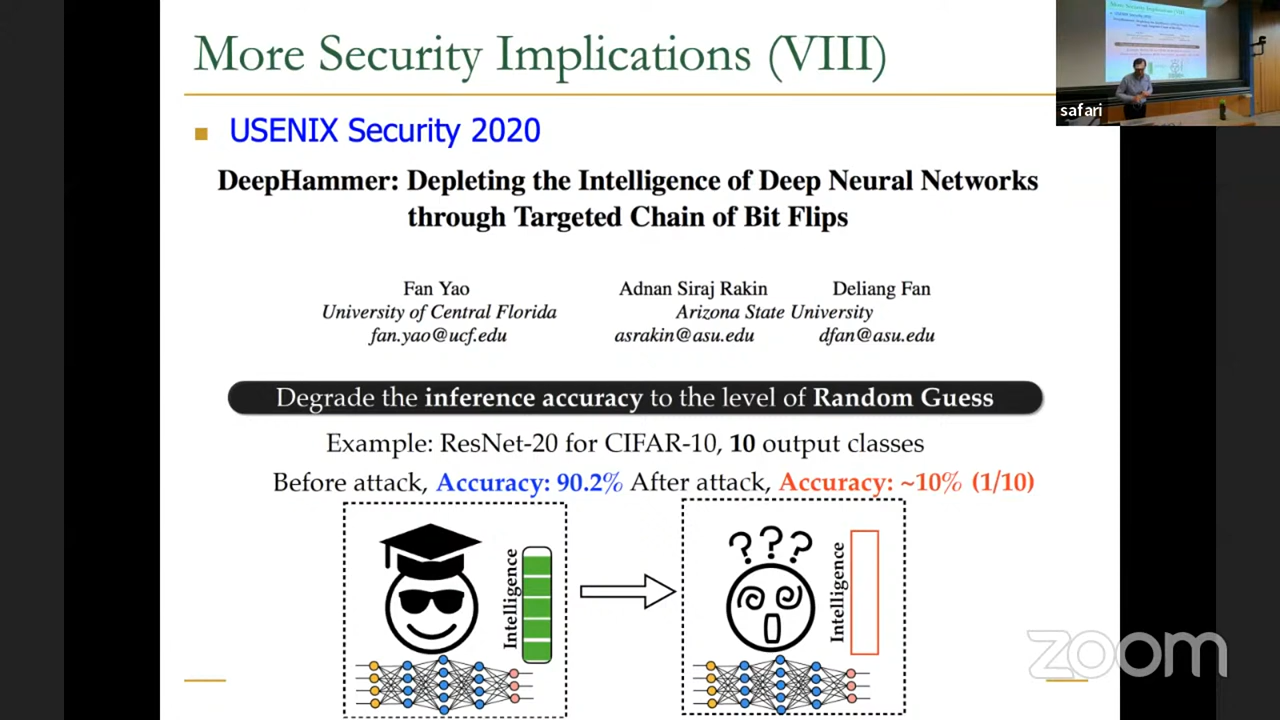 More Security Implications (VIII)
USENIX Security 2020
DeepHammer: Depleting the Intelligence of Deep Neural Networks
through Targeted Chain of Bit Flips
Fan Yao
University of Central Florida
fan.yao@ucf.edu
Adnan Siraj Rakin Deliang Fan
Arizona State University
asrakin@asu.edu dfan@asu.edu
Degrade the inference accuracy to the level of Random Guess
Example: ResNet-20 for CIFAR-10, 10 output classes
Before attack, Accuracy: 90.2% After attack, Accuracy: ~10% (1/10)
Intelligence
? ? ?
Intelligence
safari
zoom